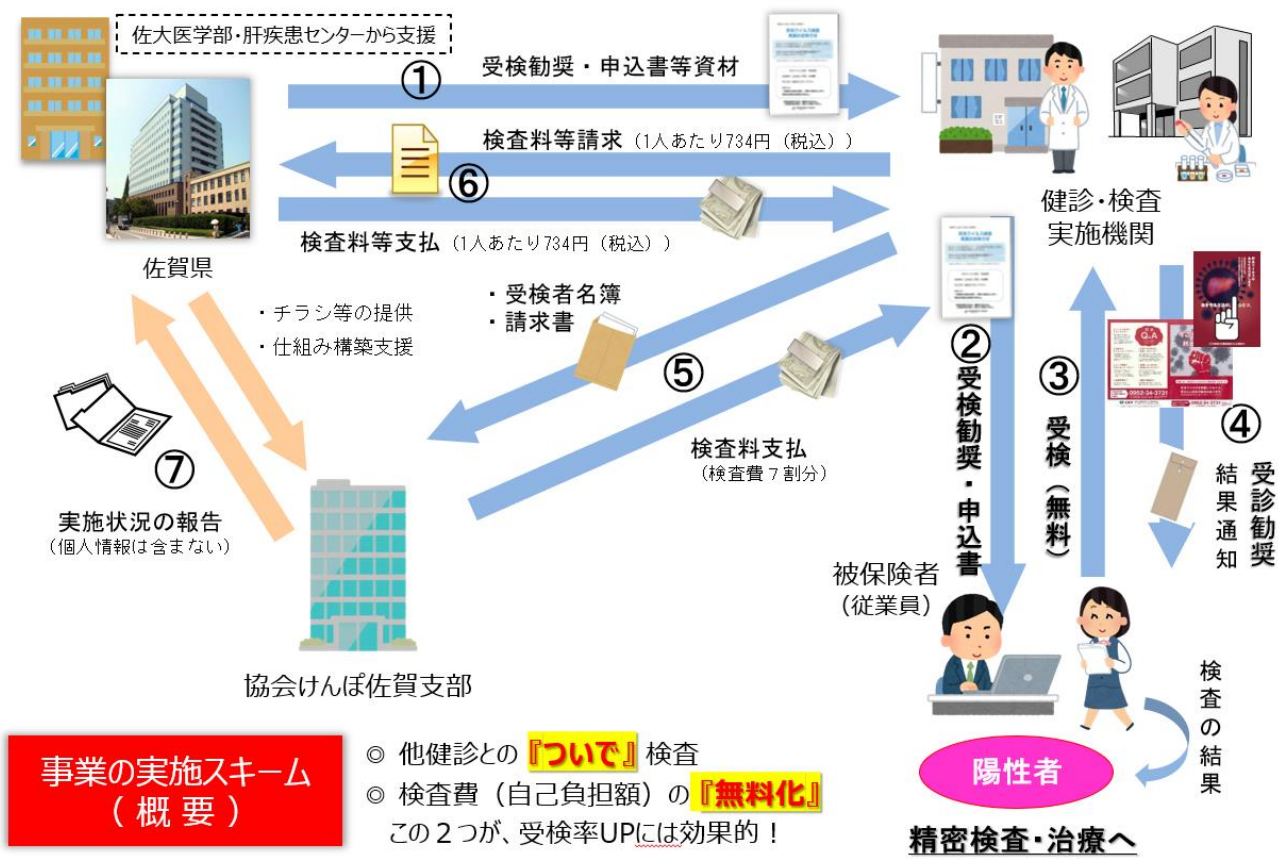 佐大医学部・肝疾患センターから支援
①
受検勧奨・申込書等資材
検査料等請求（1人あたり734円（税込））
⑥
検査料等支払（1人あたり734円（税込））
佐賀県
健診・検査
実施機関
・チラシ等の提供
・仕組み構築支援
・受検者名簿
・請求書
⑤
検査料支払
（検査費７割分）
②
受検勧奨・申込書
③
受検（無料）
Q.A
0952-34-3731
④
受診勧奨
結果通知
⑦
実施状況の報告
（個人情報は含まない）
協会けんぽ佐賀支部
被保険者
（従業員）
検査の結果
陽性者
精密検査・治療へ
事業の実施スキーム
（概要）
◎ 他健診との『ついで』検査
◎ 検査費（自己負担額）の『無料化』
この２つが、受検率UPには効果的！